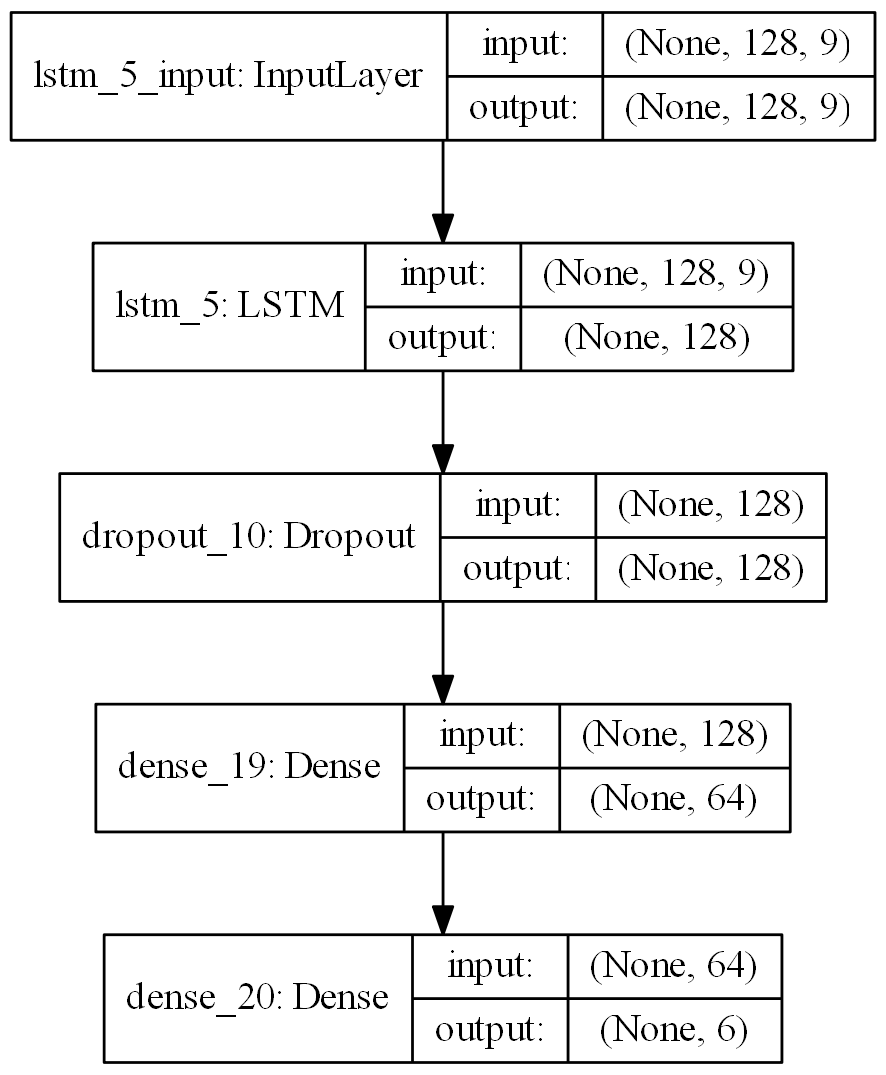 lstm_5_input: InputLayer
input: (None, 128, 9)
output: (None, 128, 9)
lstm_5: LSTM
input: (None, 128, 9)
output: (None, 128)
dropout_10: Dropout
input: (None, 128)
output: (None, 128)
dense_19: Dense
input: (None, 128)
output: (None, 64)
dense_20: Dense
input: (None, 64)
output: (None, 6)